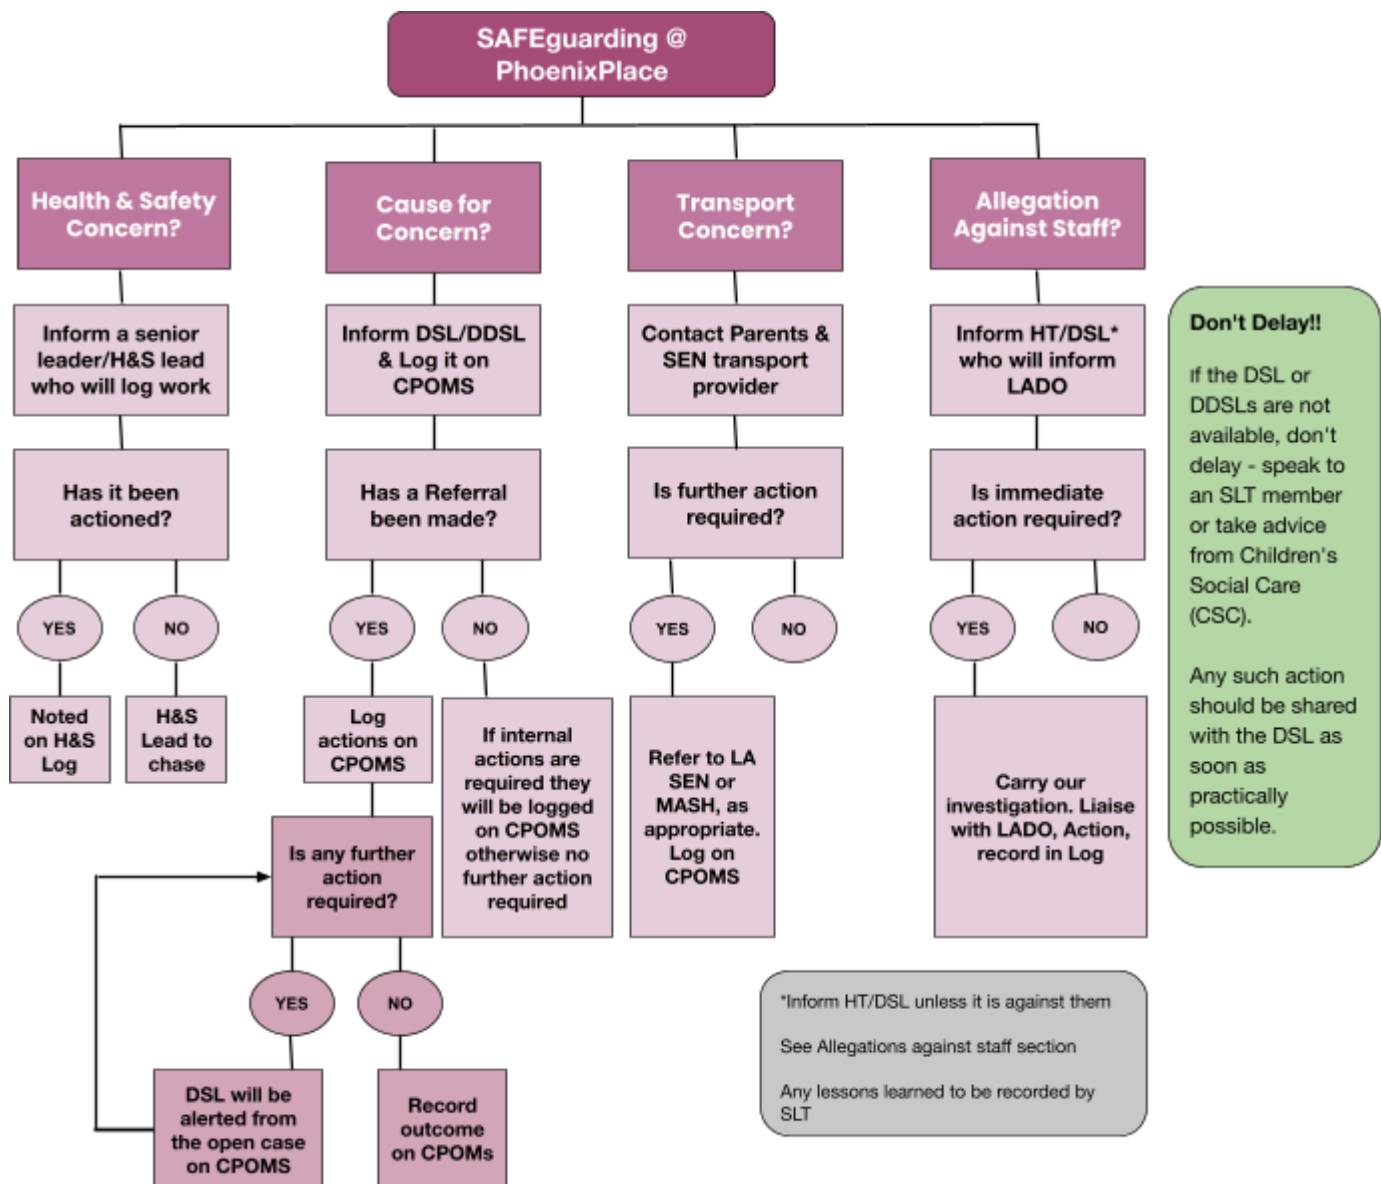 SAFEguarding @
PhoenixPlace
Health & Safety
Concern?
Cause for
Concern?
Transport
Concern?
Allegation
Against Staff?
Inform a senior
leader/H&S lead
who will log work
Inform DSL/DDSL
& Log it on
CPOMS
Contact Parents &
SEN transport
provider
Inform HT/DSL*
who will inform
LADO
Has it been
actioned?
Has a Referral
been made?
Is further action
required?
Is immediate
action required?
YES
NO
YES
NO
YES
NO
YES
NO
Noted
on H&S
Log
H&S
Lead to
chase
Log
actions on
CPOMS
If internal
actions are
required they
will be logged
on CPOMS
otherwise no
further action
required
Refer to LA
SEN or
MASH, as
appropriate.
Log on
CPOMS
Carry our
investigation. Liaise
with LADO, Action,
record in Log
Is any further
action
required?
YES
NO
DSL will be
alerted from
the open case
on CPOMS
Record
outcome
on CPOMs
Don't Delay!!
If the DSL or
DDSLs are not
available, don't
delay - speak to
an SLT member
or take advice
from Children's
Social Care
(CSC).
Any such action
should be shared
with the DSL as
soon as
practically
possible.
*Inform HT/DSL unless it is against them
See Allegations against staff section
Any lessons learned to be recorded by
SLT